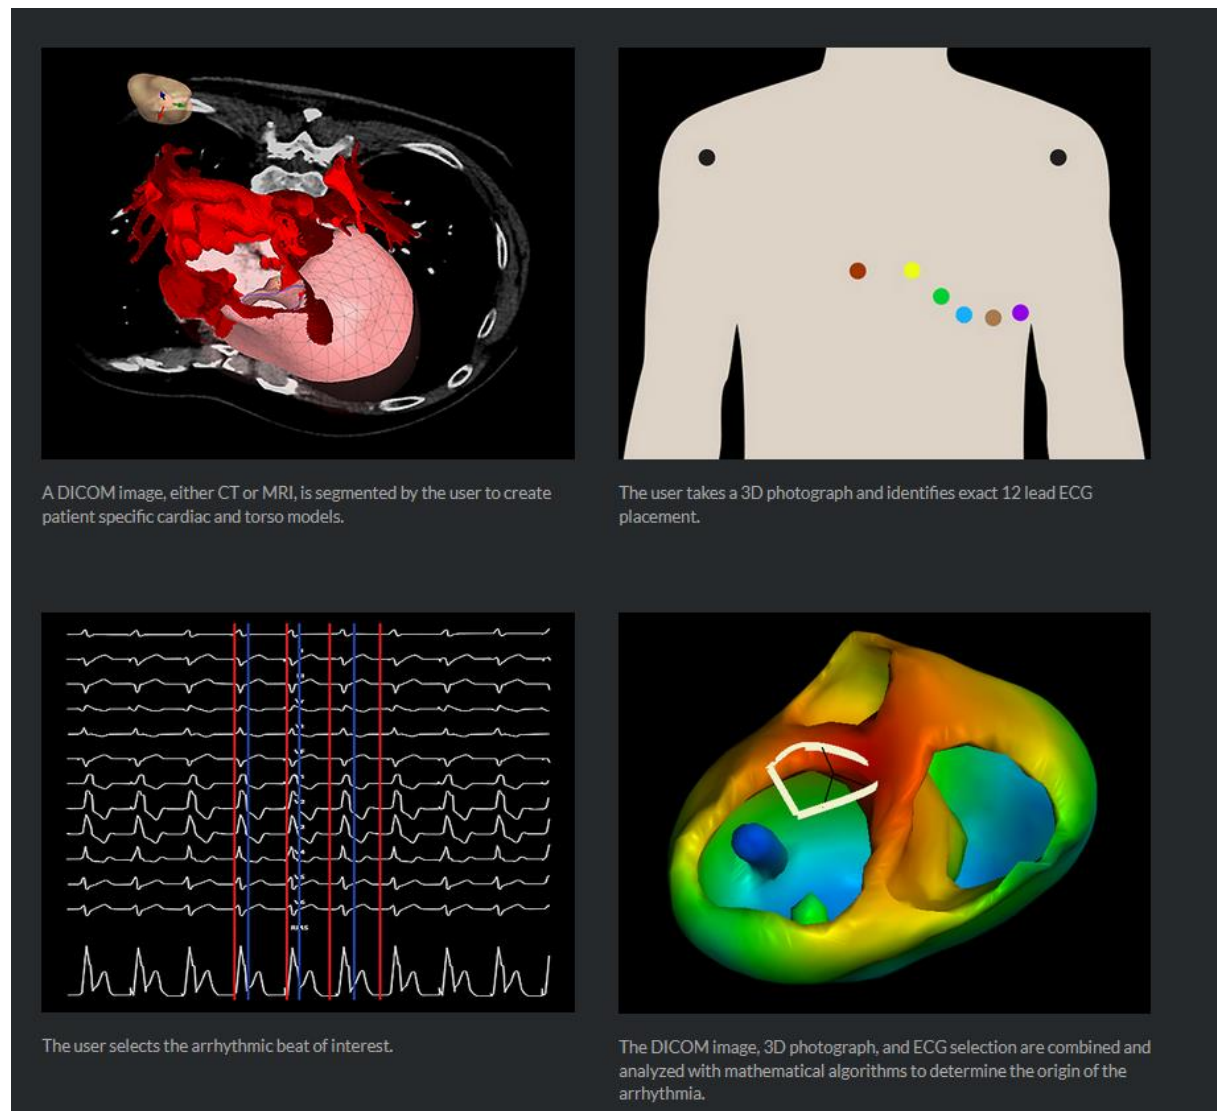 A DICOM image, either CT or MRI, is segmented by the user to create
patient specific cardiac and torso models.
The user takes a 3D photograph and identifies exact 12 lead ECG
placement.
The user selects the arrhythmic beat of interest.
The DICOM image, 3D photograph, and ECG selection are combined and
analyzed with mathematical algorithms to determine the origin of the
arrhythmia.